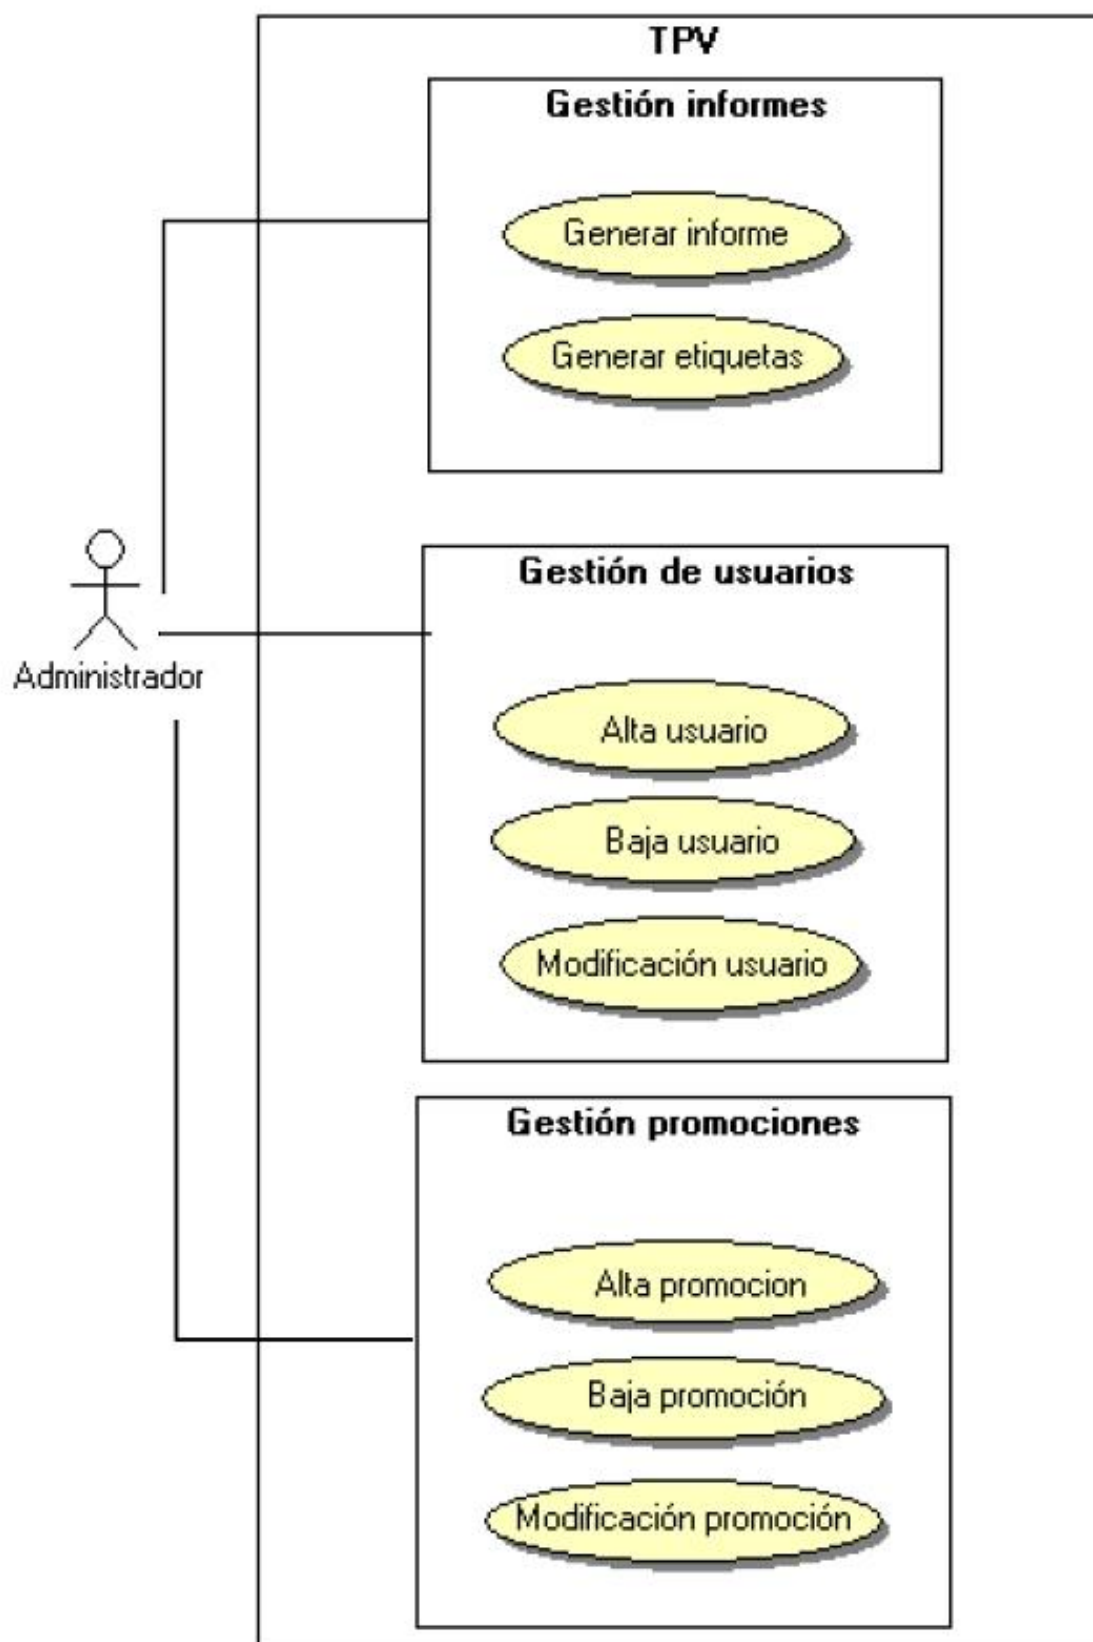 TPV
Gestión informes
Generar informe
Generar etiquetas
Gestión de usuarios
Administrador
Alta usuario
Baja usuario
Modificación usuario
Gestión promociones
Alta promocion
Baja promoción
Modificación promoción